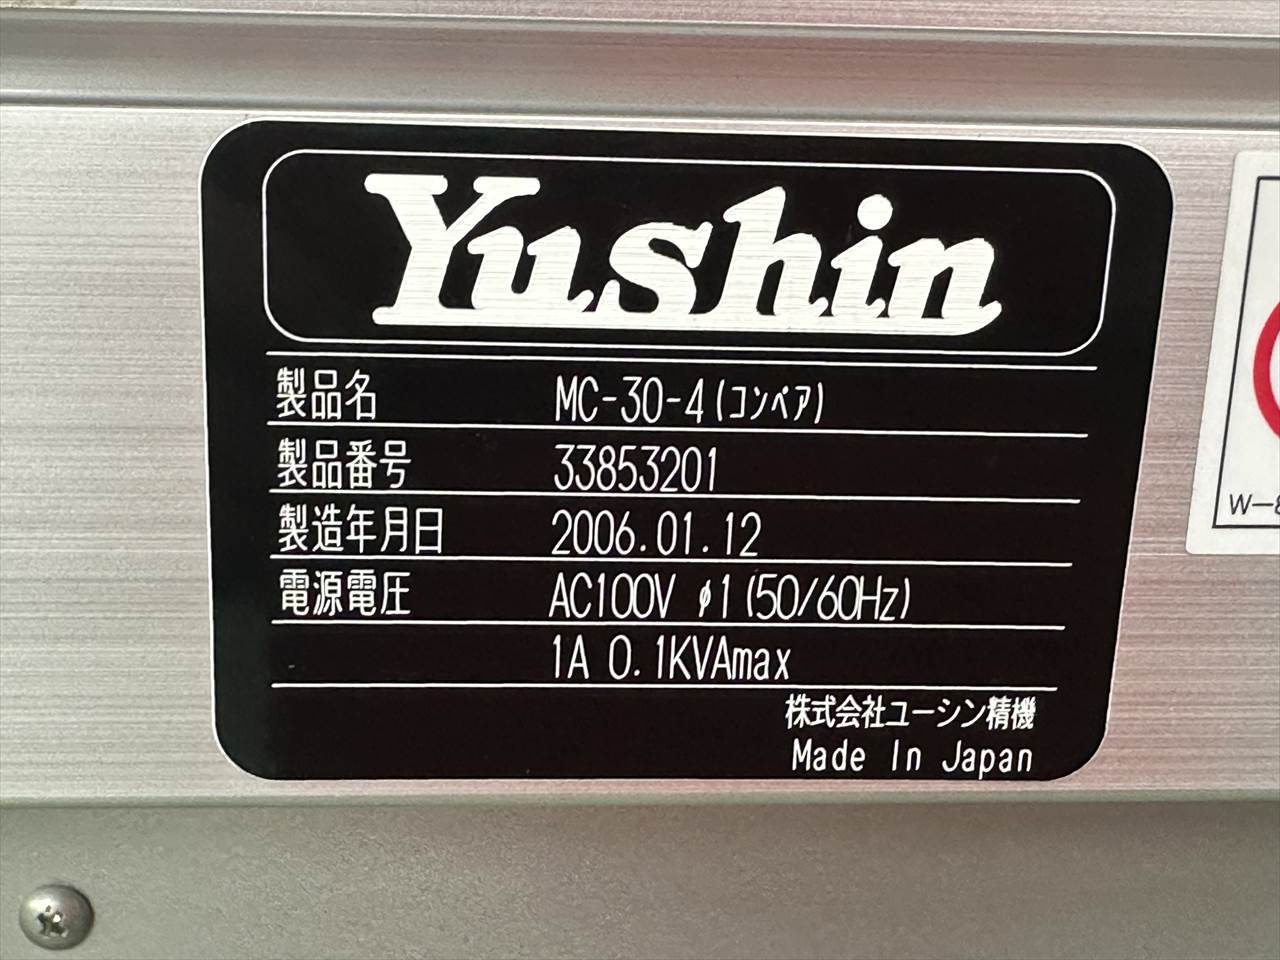 Yushin
製品名 MC-30-4(コンベア)
製品番号 33853201
製造年月日 2006.01.12
電源電圧 AC100V φ1(50/60Hz)
1A 0.1KVAmax
株式会社ユーシン精機
Made In Japan